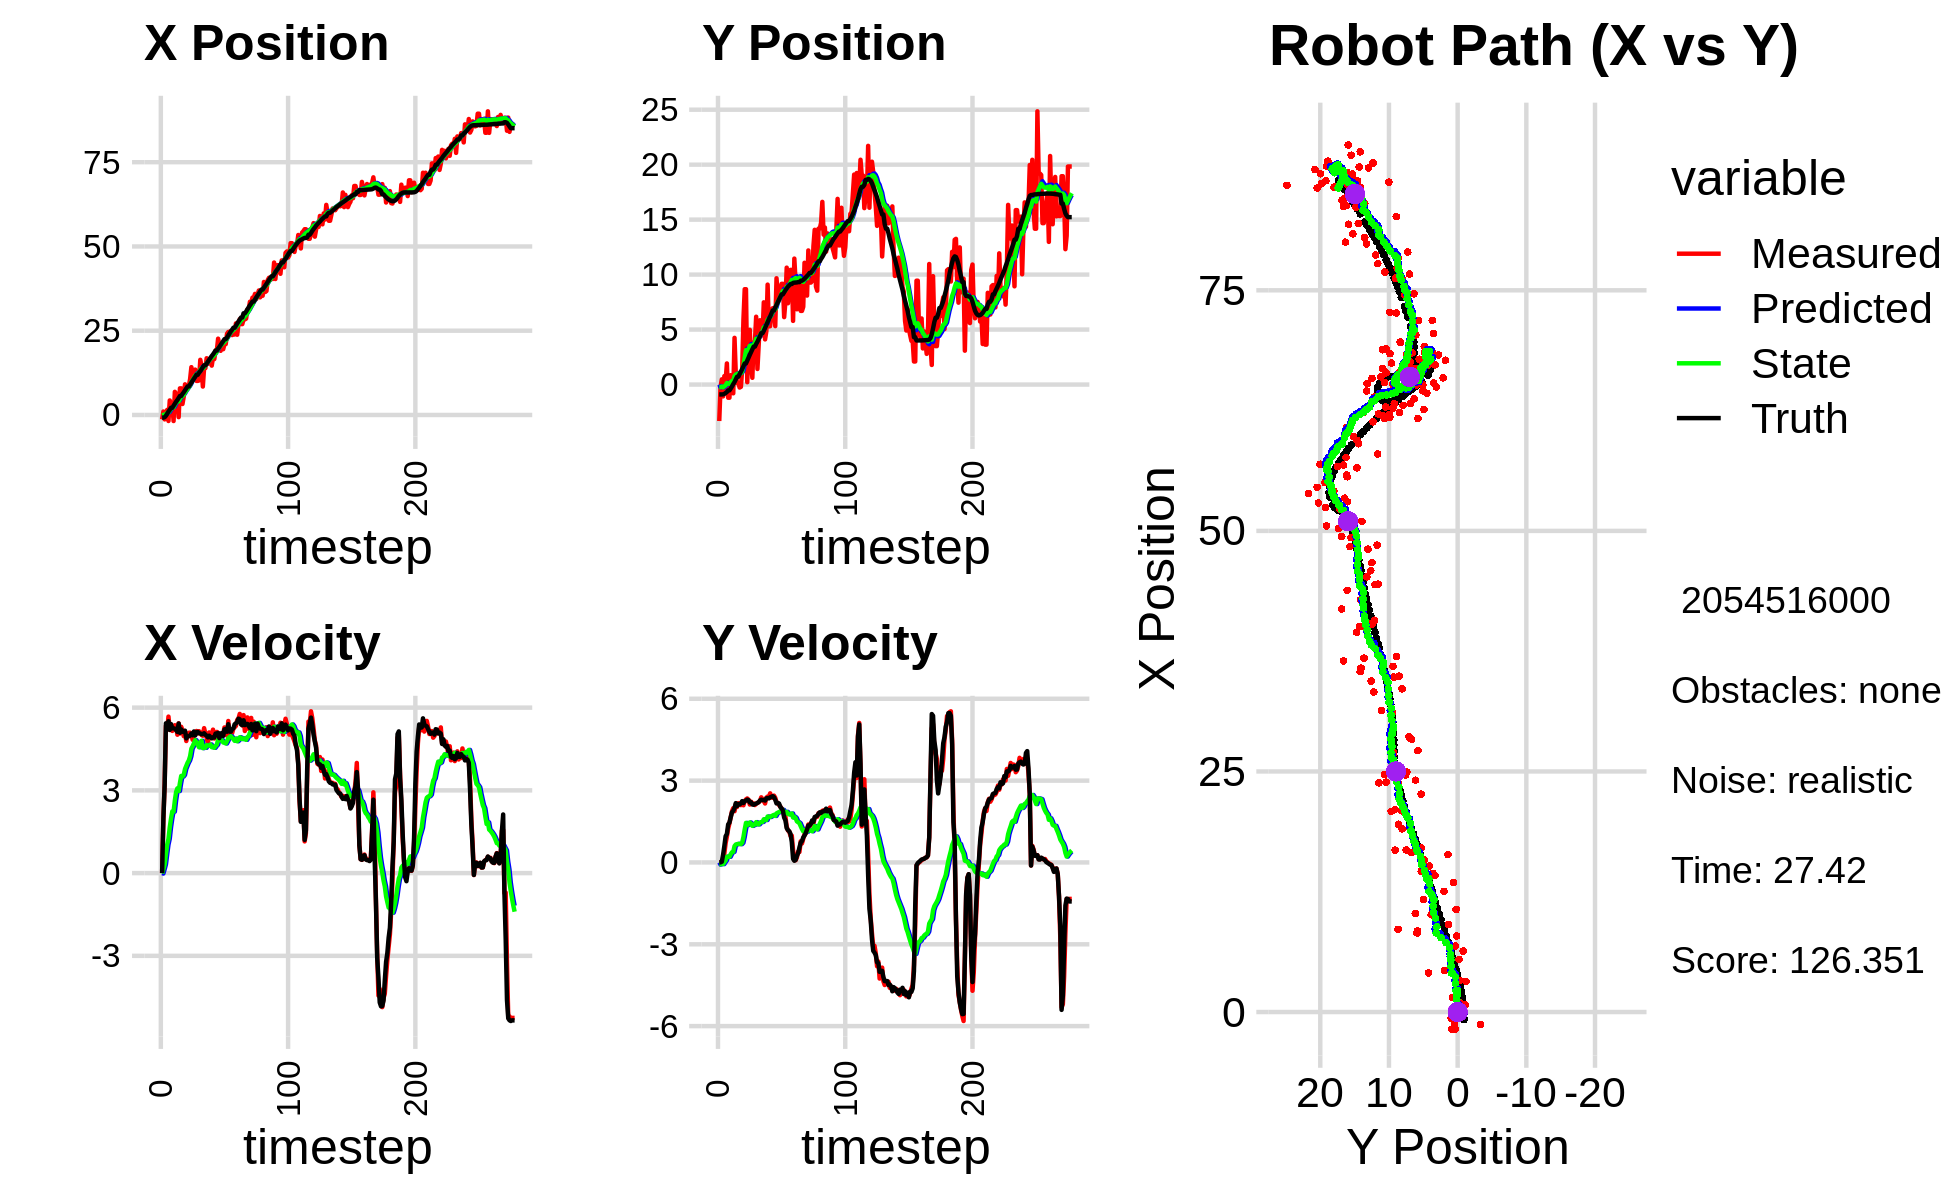 X Position
75
50
25
0
0
100
200
timestep
Y Position
25
20
15
10
5
0
0
100
200
timestep
X Velocity
6
3
0
-3
0
100
200
timestep
Y Velocity
6
3
0
-3
-6
0
100
200
timestep
Robot Path (X vs Y)
X Position
75
50
25
0
20 10 0 -10 -20
Y Position
variable
Measured
Predicted
State
Truth
2054516000
Obstacles: none
Noise: realistic
Time: 27.42
Score: 126.351